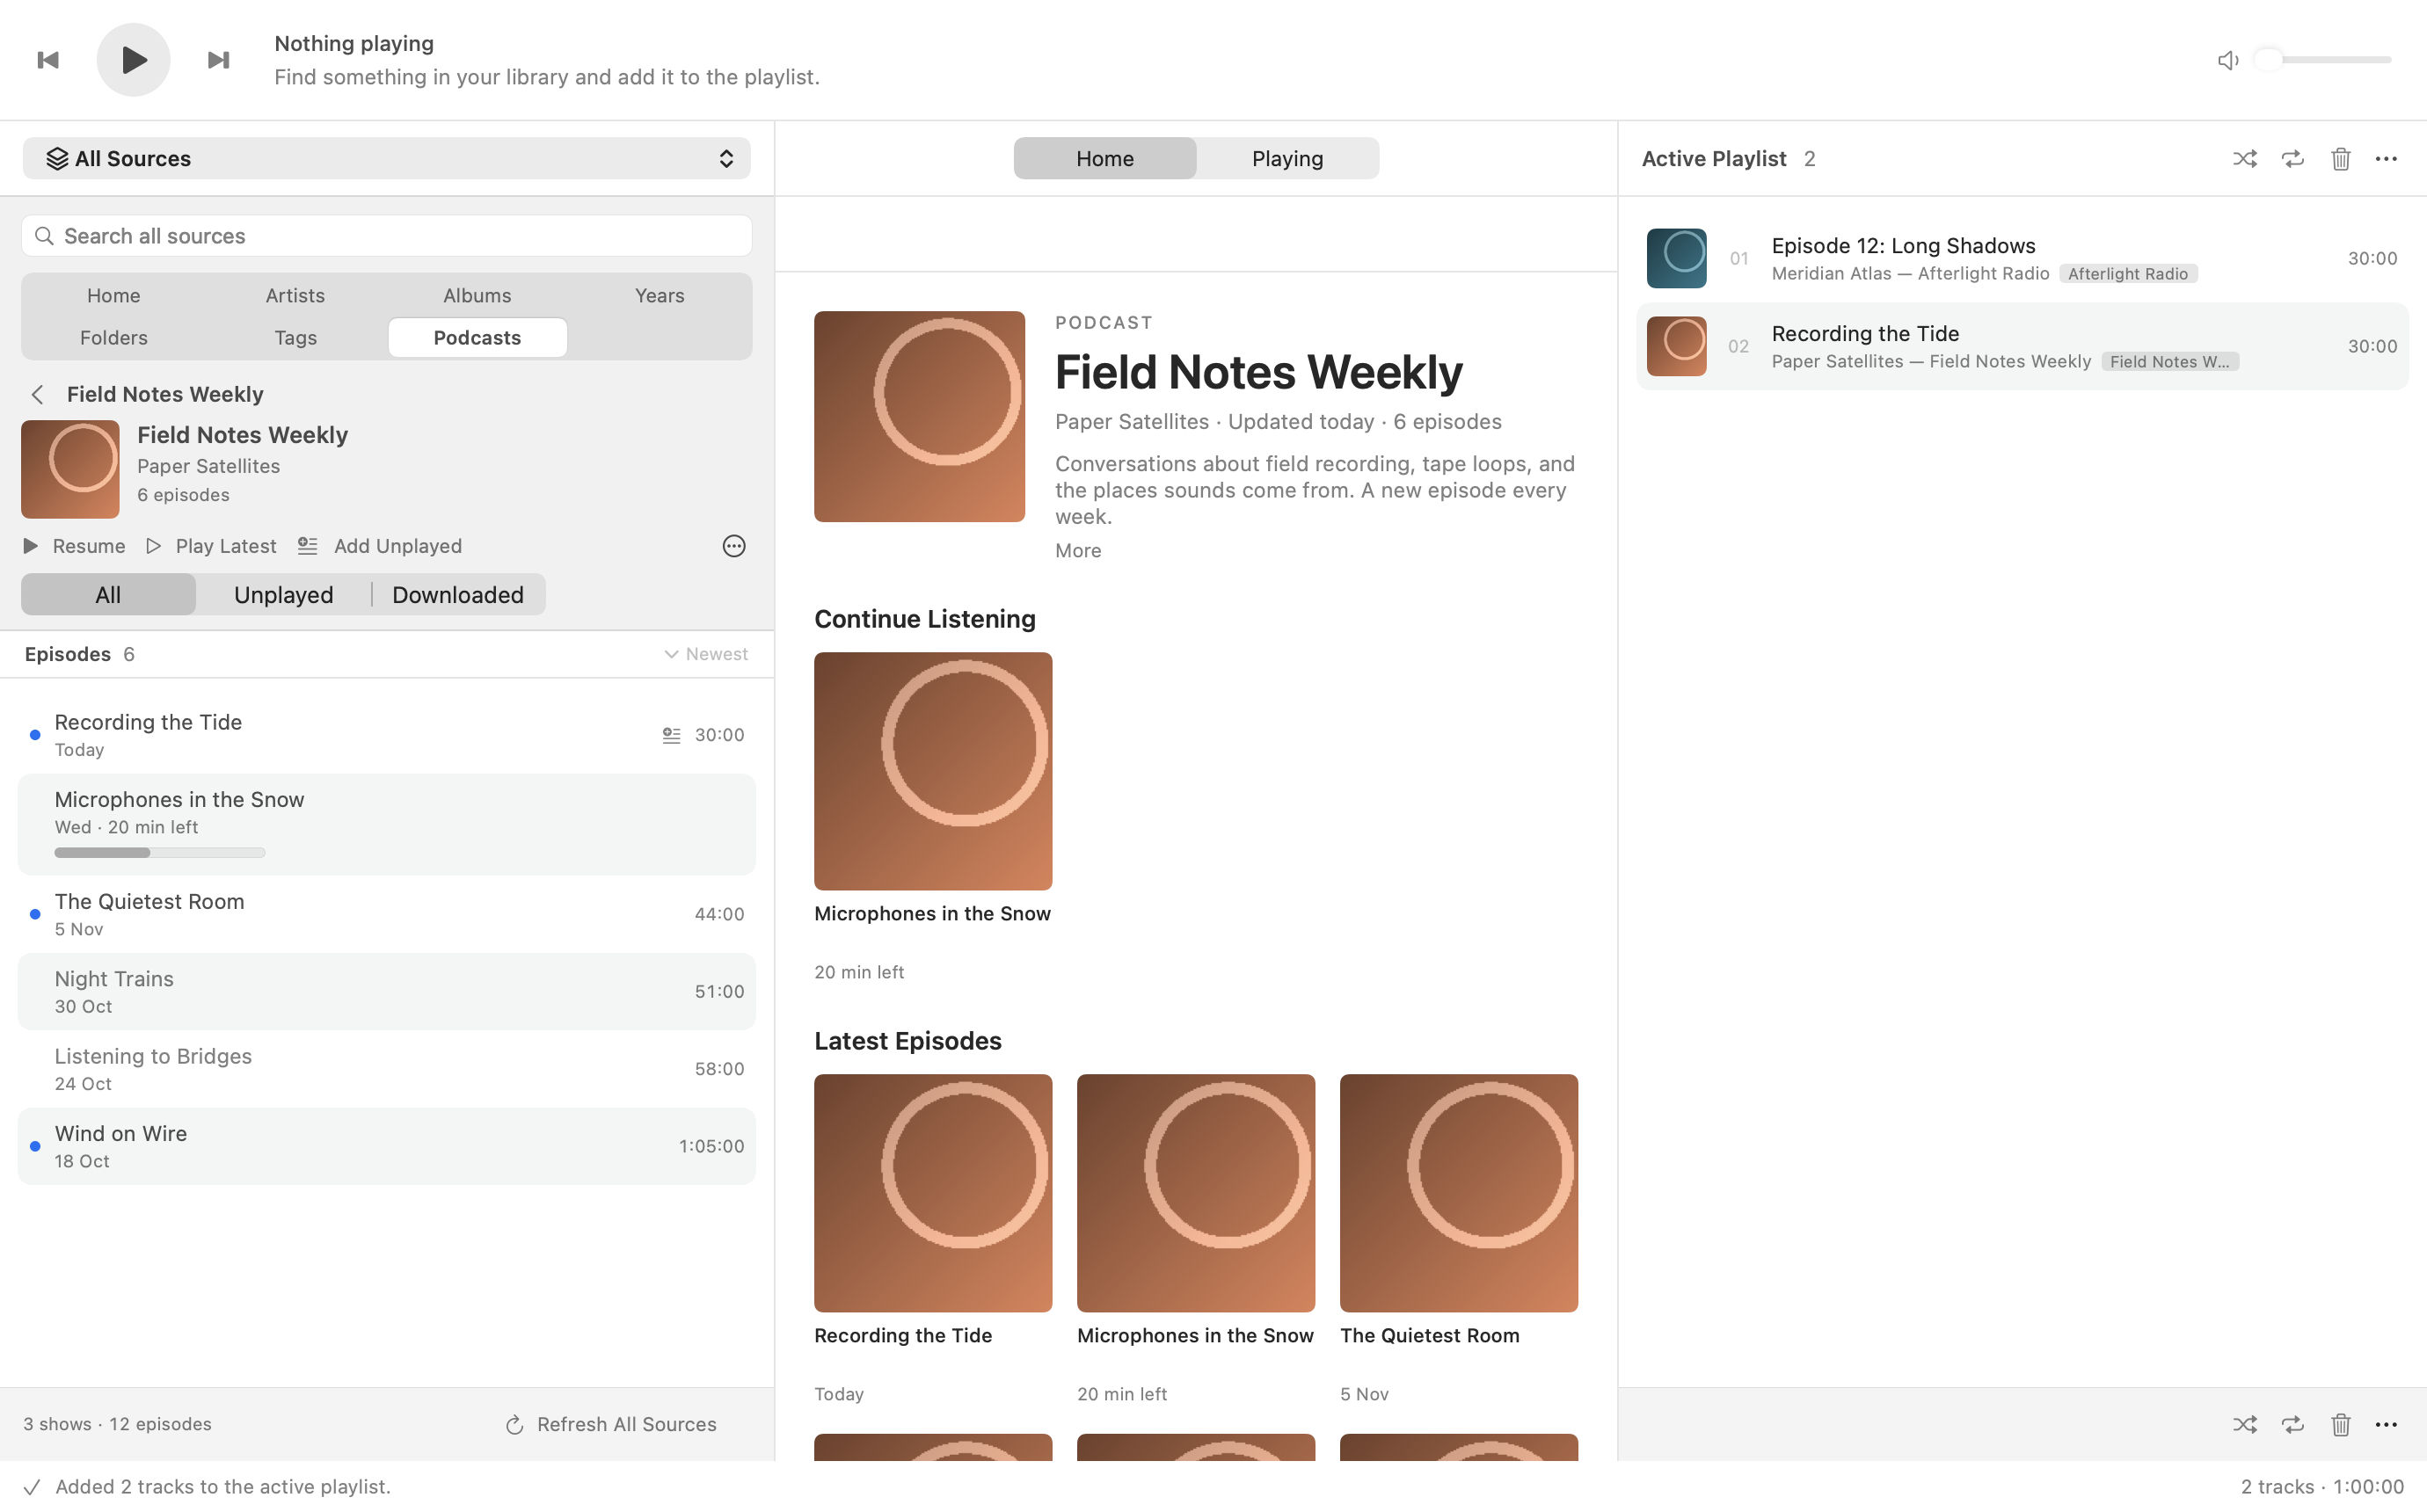 Nothing playing
Find something in your library and add it to the playlist.
All Sources
Search all sources
Home Artists Albums Years
Folders Tags Podcasts
Field Notes Weekly
Field Notes Weekly
Paper Satellites
6 episodes
Resume Play Latest Add Unplayed
All Unplayed Downloaded
Episodes 6 Newest
Recording the Tide
Today
30:00
Microphones in the Snow
Wed · 20 min left
The Quietest Room
5 Nov
44:00
Night Trains
30 Oct
51:00
Listening to Bridges
24 Oct
58:00
Wind on Wire
18 Oct
1:05:00
3 shows · 12 episodes
Refresh All Sources
Home Playing
PODCAST
Field Notes Weekly
Paper Satellites · Updated today · 6 episodes
Conversations about field recording, tape loops, and
the places sounds come from. A new episode every
week.
More
Continue Listening
Microphones in the Snow
20 min left
Latest Episodes
Recording the Tide
Today
Microphones in the Snow
20 min left
The Quietest Room
5 Nov
Active Playlist 2
01
Episode 12: Long Shadows
Meridian Atlas — Afterlight Radio Afterlight Radio
30:00
02
Recording the Tide
Paper Satellites — Field Notes Weekly Field Notes W...
30:00
Added 2 tracks to the active playlist.
2 tracks · 1:00:00